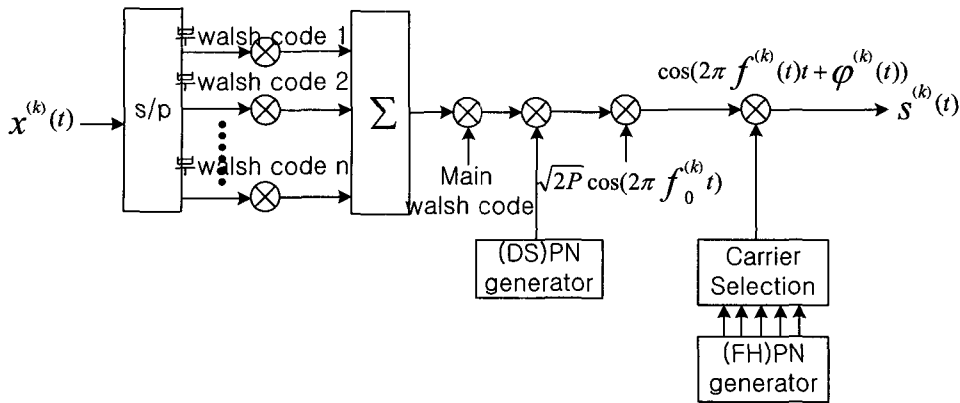 부walsh code 1
부walsh code 2
부walsh code n
x^{(k)}(t)
s/p
Σ
Main
walsh code
(DS)PN
generator
√2P cos(2π f_0^{(k)} t)
cos(2π f^{(k)}(t)t + φ^{(k)}(t))
s^{(k)}(t)
Carrier
Selection
(FH)PN
generator